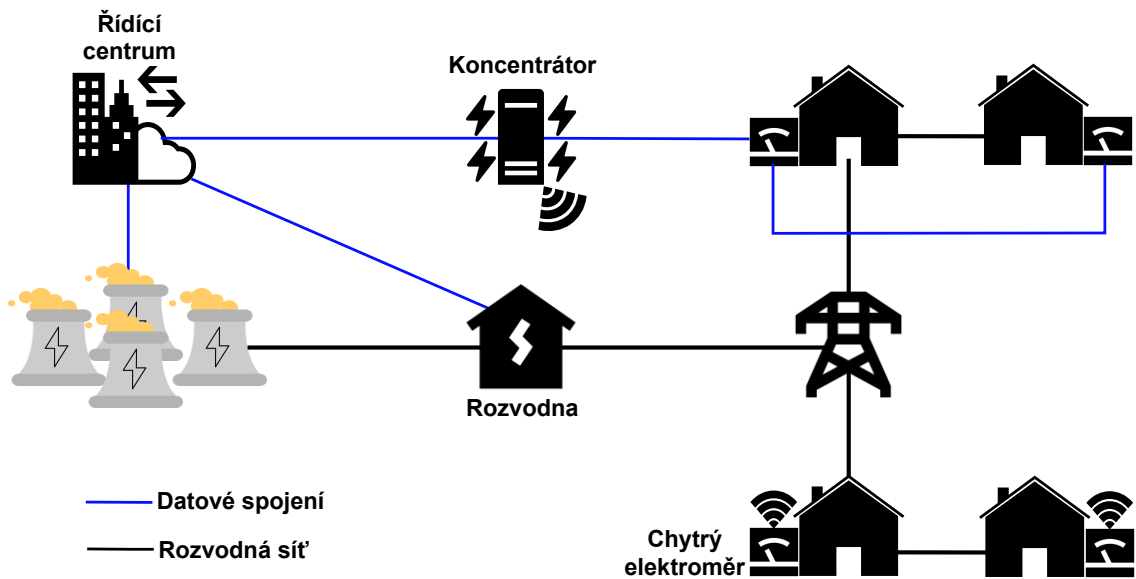 Řídící
centrum
Koncentrátor
Rozvodna
Datové spojení
Rozvodná síť
Chytrý
elektroměr